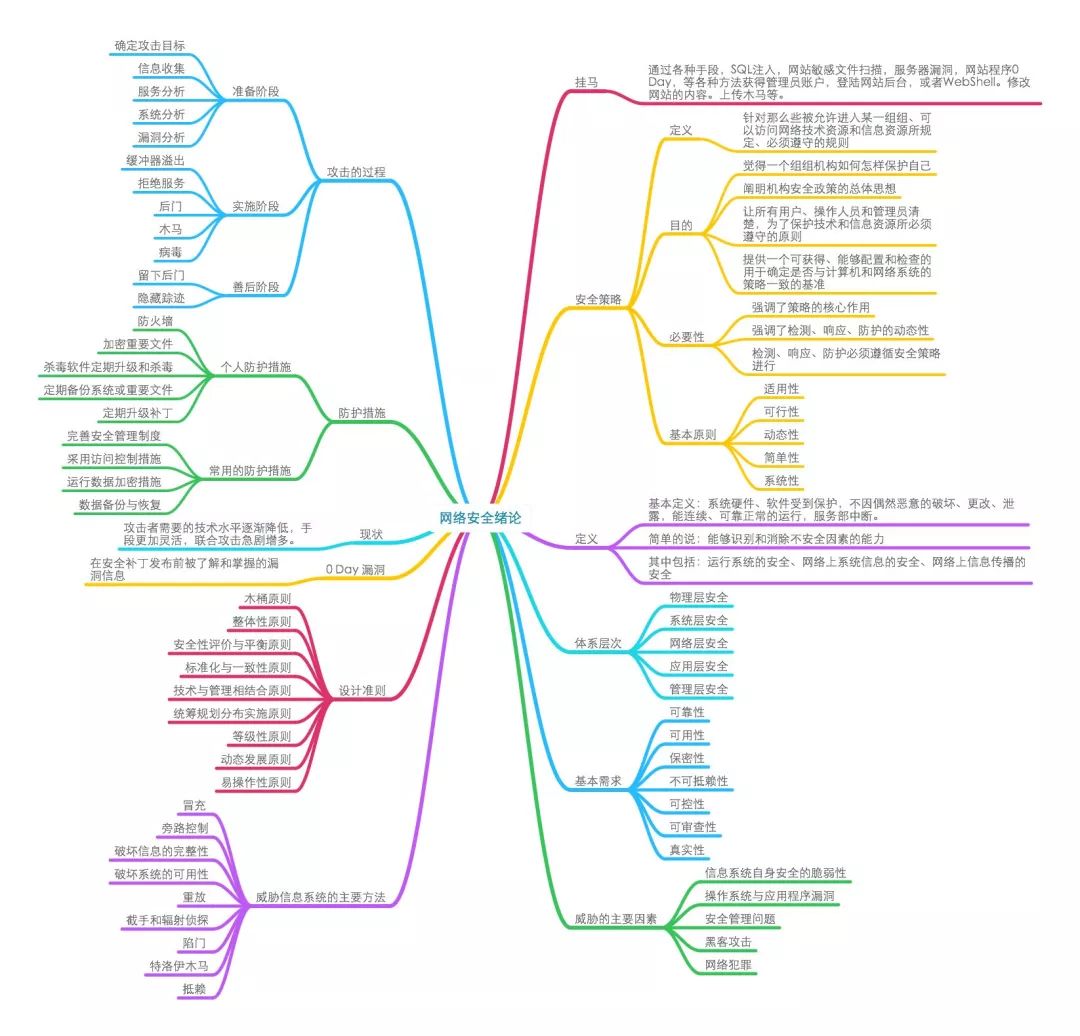 网络安全绪论
攻击的过程
准备阶段
确定攻击目标
信息收集
服务分析
系统分析
漏洞分析
实施阶段
缓冲器溢出
拒绝服务
后门
木马
病毒
善后阶段
留下后门
隐藏踪迹
防护措施
个人防护措施
防火墙
加密重要文件
杀毒软件定期升级和杀毒
定期备份系统或重要文件
定期升级补丁
常用的防护措施
完善安全管理制度
采用访问控制措施
运行数据加密措施
数据备份与恢复
现状
攻击者需要的技术水平逐渐降低，手
段更加灵活，联合攻击急剧增多。
0 Day 漏洞
在安全补丁发布前被了解和掌握的漏
洞信息
设计准则
木桶原则
整体性原则
安全性评价与平衡原则
标准化与一致性原则
技术与管理相结合原则
统筹规划分布实施原则
等级性原则
动态发展原则
易操作性原则
威胁信息系统的主要方法
冒充
旁路控制
破坏信息的完整性
破坏系统的可用性
重放
截手和辐射侦探
陷门
特洛伊木马
抵赖
挂马
通过各种手段，SQL注入，网站敏感文件扫描，服务器漏洞，网站程序0
Day，等各种方法获得管理员账户，登陆网站后台，或者WebShell。修改
网站的内容。上传木马等。
安全策略
定义
针对那么些被允许进入某一组组、可
以访问网络技术资源和信息资源所规
定、必须遵守的规则
目的
觉得一个组组机构如何怎样保护自己
阐明机构安全政策的总体思想
让所有用户、操作人员和管理员清
楚，为了保护技术和信息资源所必须
遵守的原则
提供一个可获得、能够配置和检查的
用于确定是否与计算机和网络系统的
策略一致的基准
必要性
强调了策略的核心作用
强调了检测、响应、防护的动态性
检测、响应、防护必须遵循安全策略
进行
基本原则
适用性
可行性
动态性
简单性
系统性
定义
基本定义：系统硬件、软件受到保护，不因偶然恶意的破坏、更改、泄
露，能连续、可靠正常的运行，服务部中断。
简单的说：能够识别和消除不安全因素的能力
其中包括：运行系统的安全、网络上系统信息的安全、网络上信息传播的
安全
体系层次
物理层安全
系统层安全
网络层安全
应用层安全
管理层安全
基本需求
可靠性
可用性
保密性
不可抵赖性
可控性
可审查性
真实性
威胁的主要因素
信息系统自身安全的脆弱性
操作系统与应用程序漏洞
安全管理问题
黑客攻击
网络犯罪